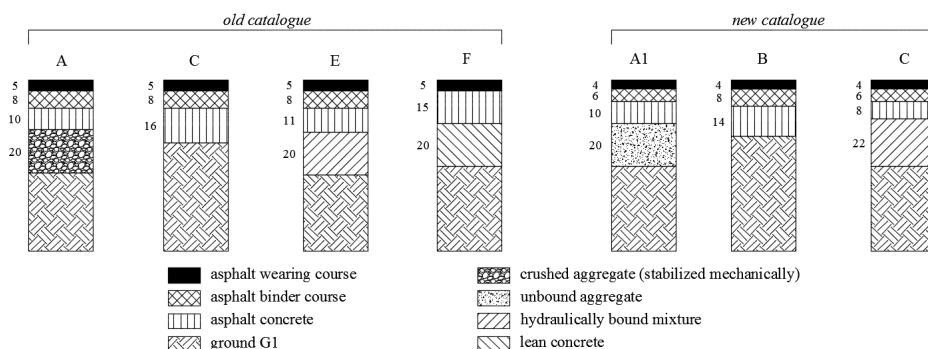 old catalogue new catalogue
A C E F A1 B C
5 5 5 5 4 4 4
8 8 8 15 6 8 6
10 16 11 20 10 14 8
20 20 20 22
asphalt wearing course crushed aggregate (stabilized mechanically)
asphalt binder course unbound aggregate
asphalt concrete hydraulically bound mixture
ground G1 lean concrete